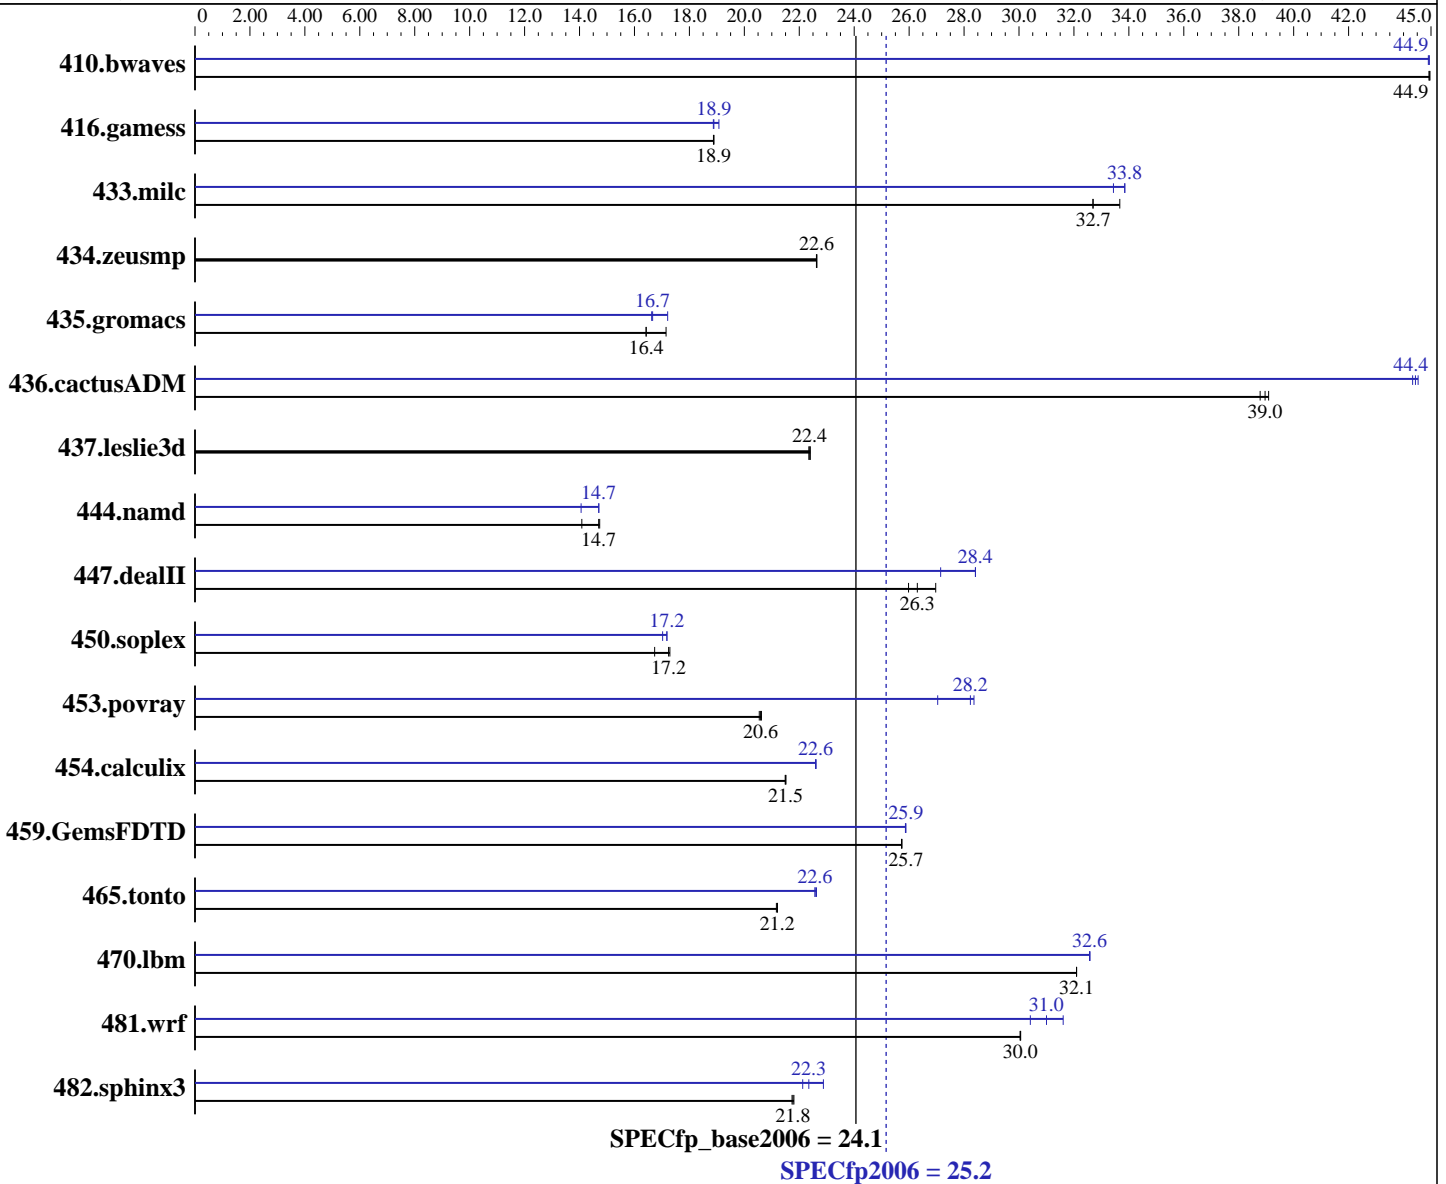 0 2.00 4.00 6.00 8.00 10.0 12.0 14.0 16.0 18.0 20.0 22.0 24.0 26.0 28.0 30.0 32.0 34.0 36.0 38.0 40.0 42.0 45.0
44.9
410.bwaves
44.9
18.9
416.gamess
18.9
33.8
433.milc
32.7
22.6
434.zeusmp
16.7
435.gromacs
16.4
44.4
436.cactusADM
39.0
22.4
437.leslie3d
14.7
444.namd
14.7
28.4
447.dealII
26.3
17.2
450.soplex
17.2
28.2
453.povray
20.6
22.6
454.calculix
21.5
25.9
459.GemsFDTD
25.7
22.6
465.tonto
21.2
32.6
470.lbm
32.1
31.0
481.wrf
30.0
22.3
482.sphinx3
21.8
SPECfp_base2006 = 24.1
SPECfp2006 = 25.2